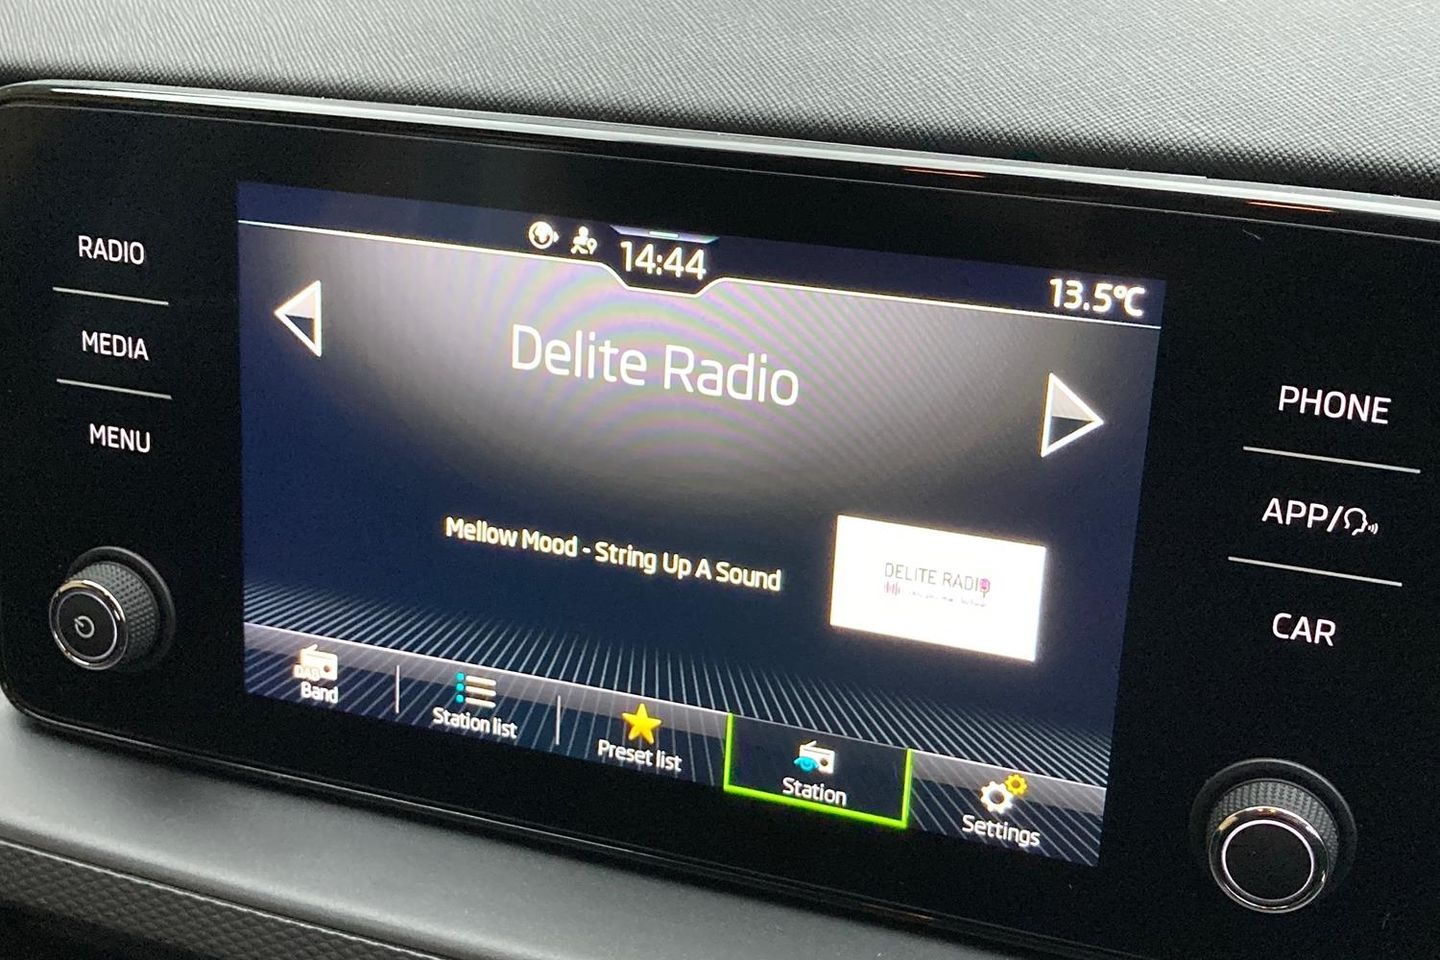 RADIO
MEDIA
MENU
14:44
13.5°C
Delite Radio
Mellow Mood - String Up A Sound
DELITE RADIO
DAB
Band
Station list
Preset list
Station
Settings
PHONE
APP/
CAR